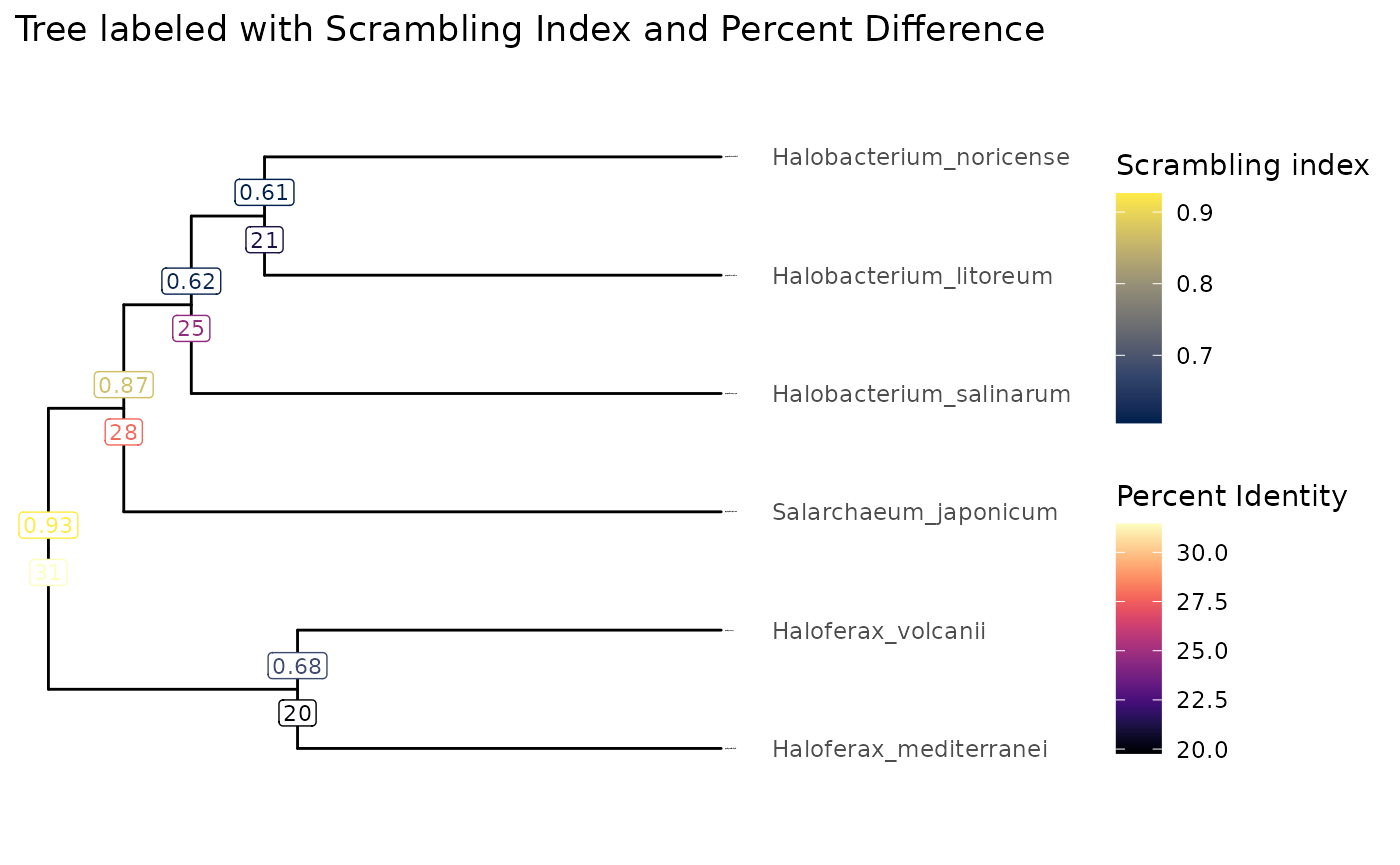 Tree labeled with Scrambling Index and Percent Difference
Halobacterium_noricense
0.61
21
Halobacterium_litoreum
0.62
25
Halobacterium_salinarum
0.87
28
Salarchaeum_japonicum
0.93
31
Haloferax_volcanii
0.68
20
Haloferax_mediterranei
Scrambling index
0.9
0.8
0.7
Percent Identity
30.0
27.5
25.0
22.5
20.0